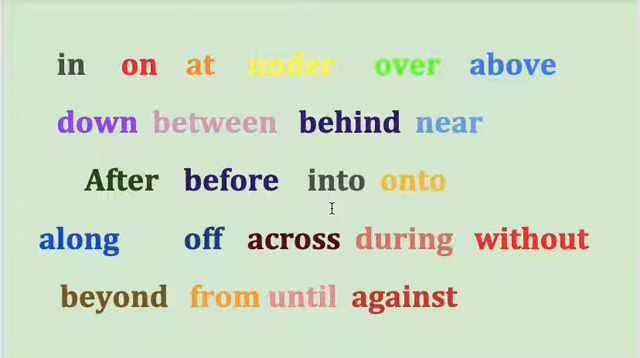 in on at under over above
down between behind near
After before into onto
along off across during without
beyond from until against